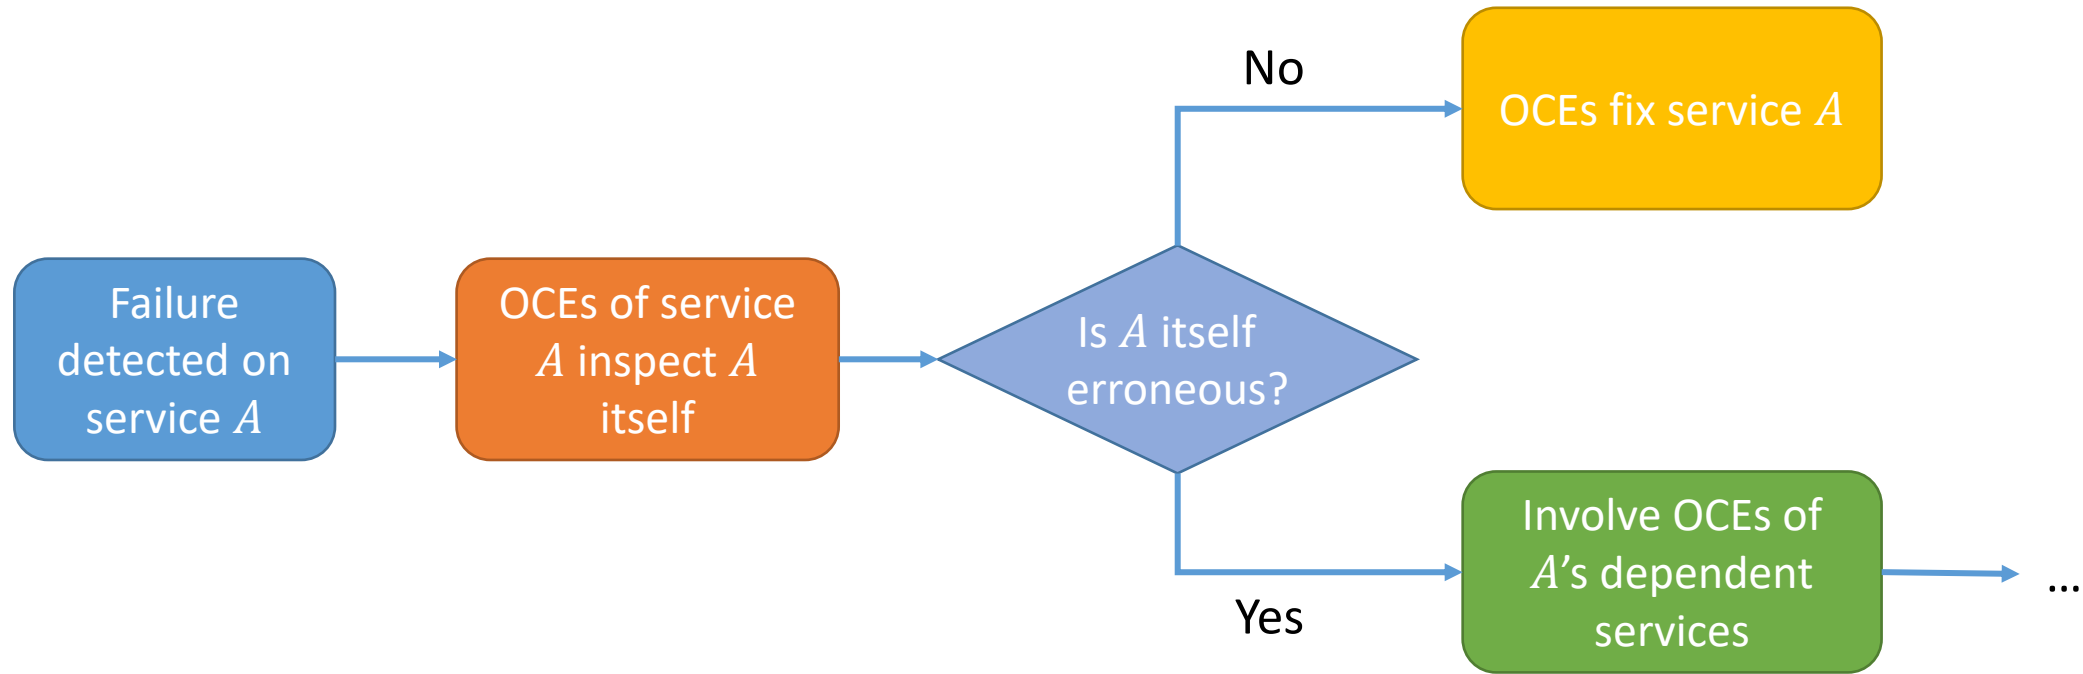 Failure
detected on
service A
OCEs of service
A inspect A
itself
Is A itself
erroneous?
No
OCEs fix service A
Yes
Involve OCEs of
A’s dependent
services
...